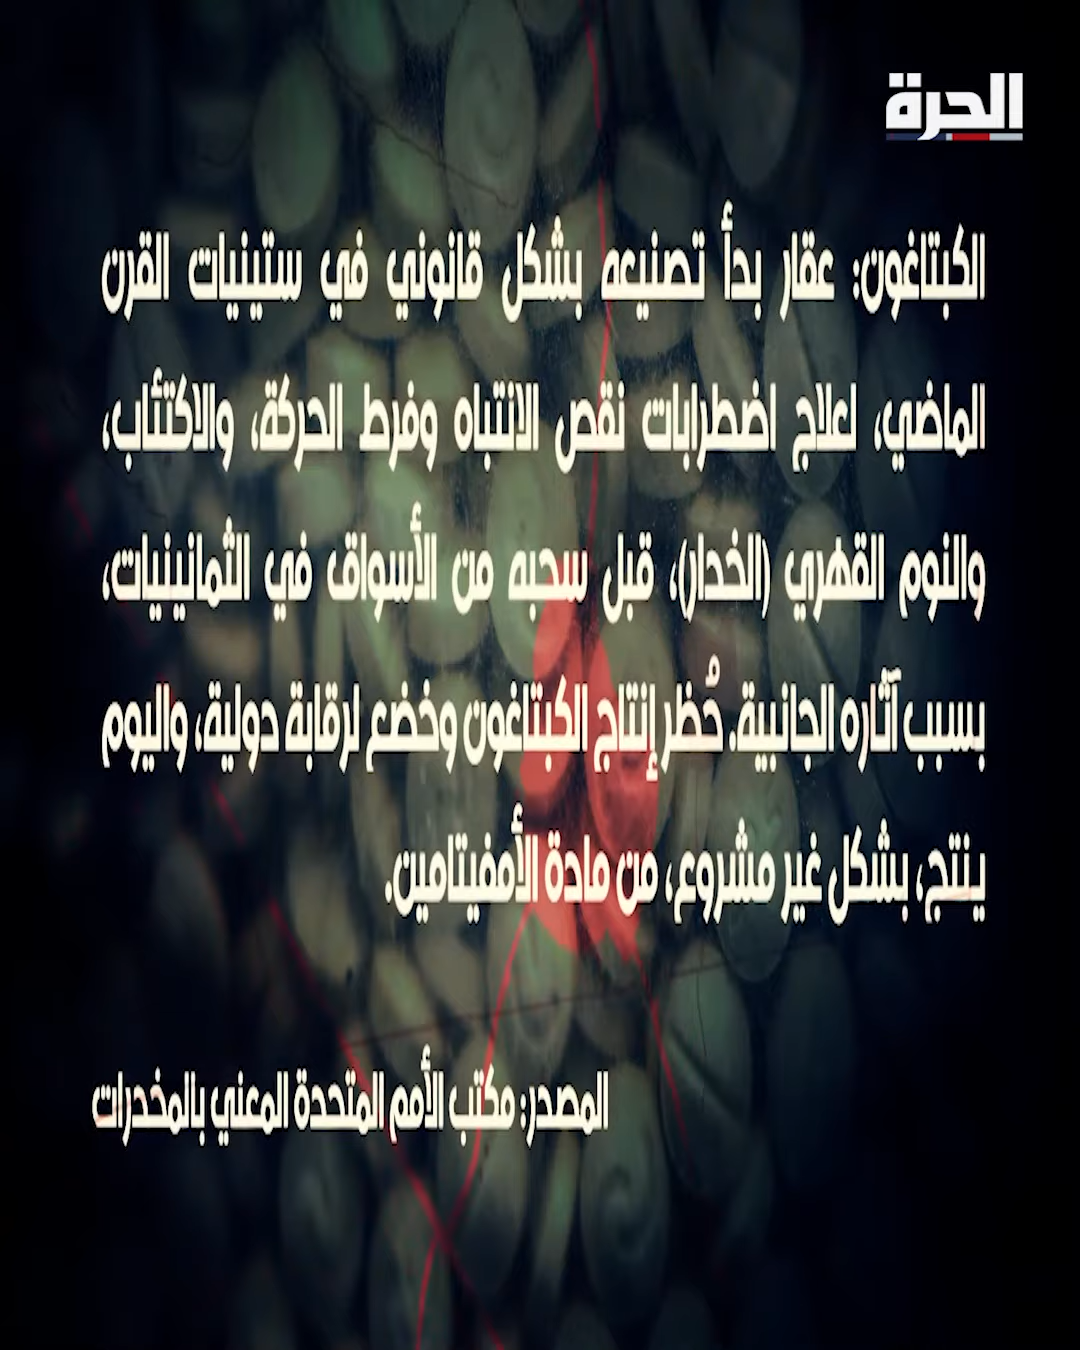 الحرة
الكبتاغون: عقار بدأ تصنيعه بشكل قانوني في ستينيات القرن
الماضي، لعلاج اضطرابات نقص الانتباه وفرط الحركة، والاكتئاب،
والنوم القهري (الخدار)، قبل سحبه من الأسواق في الثمانينيات،
بسبب آثاره الجانبية. حُظر إنتاج الكبتاغون وخضع لرقابة دولية، واليوم
ينتج، بشكل غير مشروع، من مادة الأمفيتامين.
المصدر: مكتب الأمم المتحدة المعني بالمخدرات